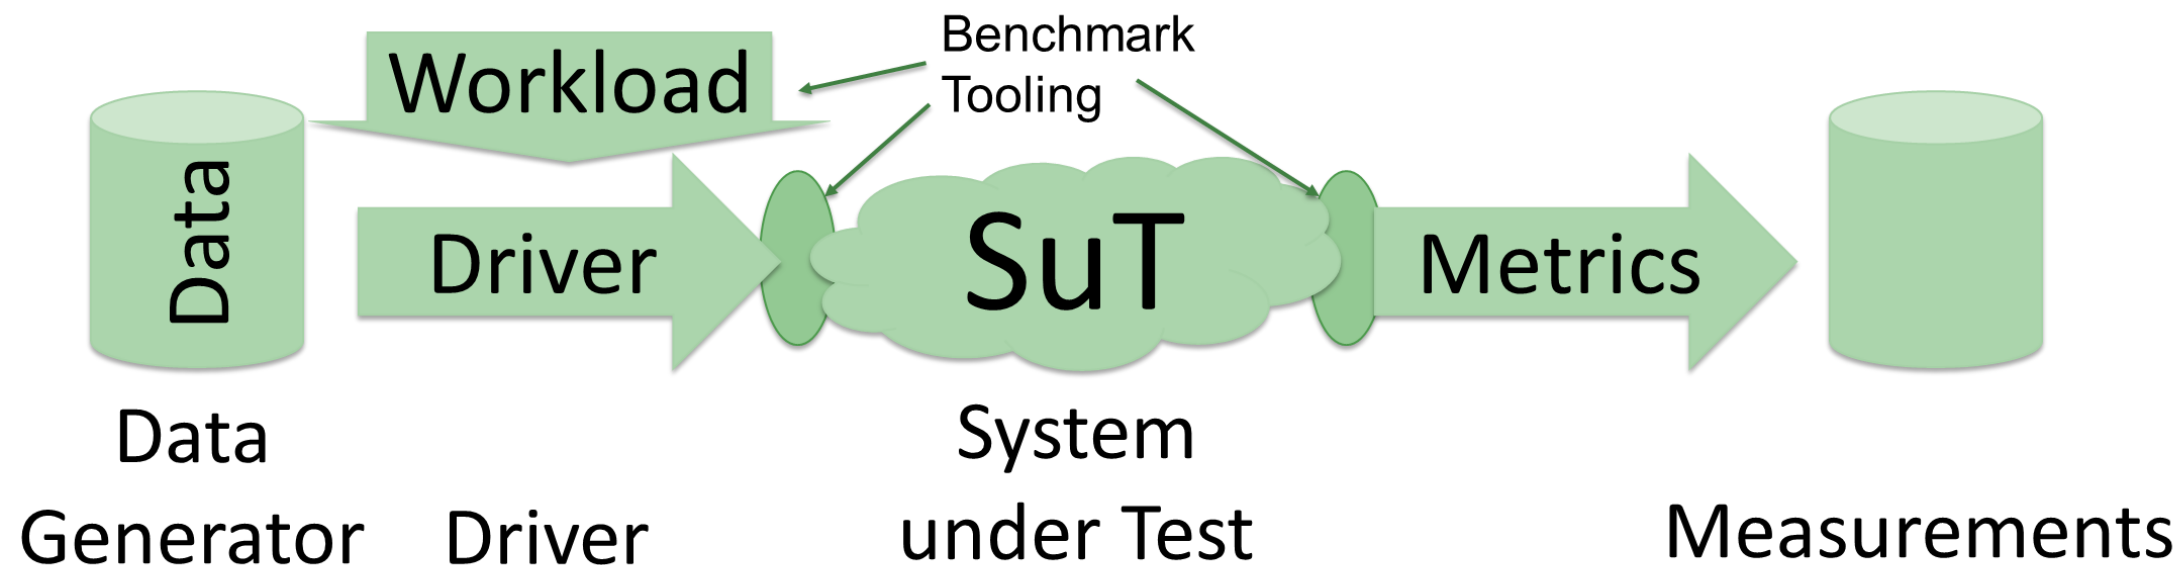 Benchmark
Tooling
Workload
Data
Driver
SuT
Metrics
Data
Generator
Driver
System
under Test
Measurements